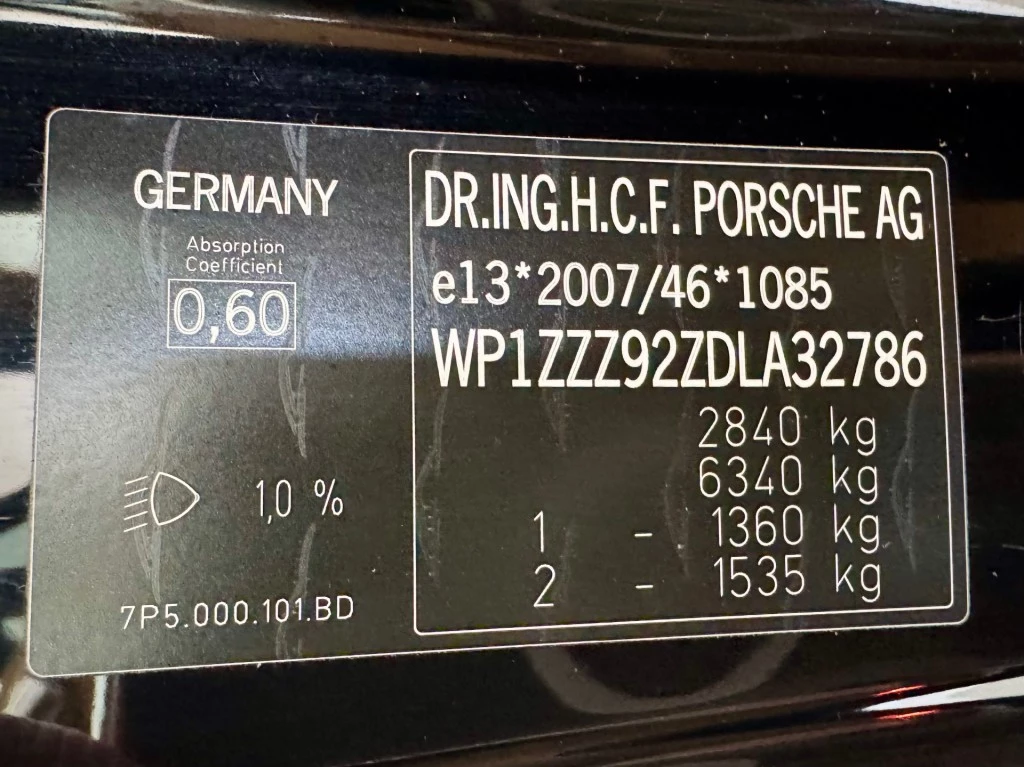 GERMANY
Absorption
Coefficient
0,60
1,0 %
7P5.000.101.BD
DR.ING.H.C.F. PORSCHE AG
e13*2007/46*1085
WP1ZZZ92ZDLA32786
2840 kg
6340 kg
1 - 1360 kg
2 - 1535 kg